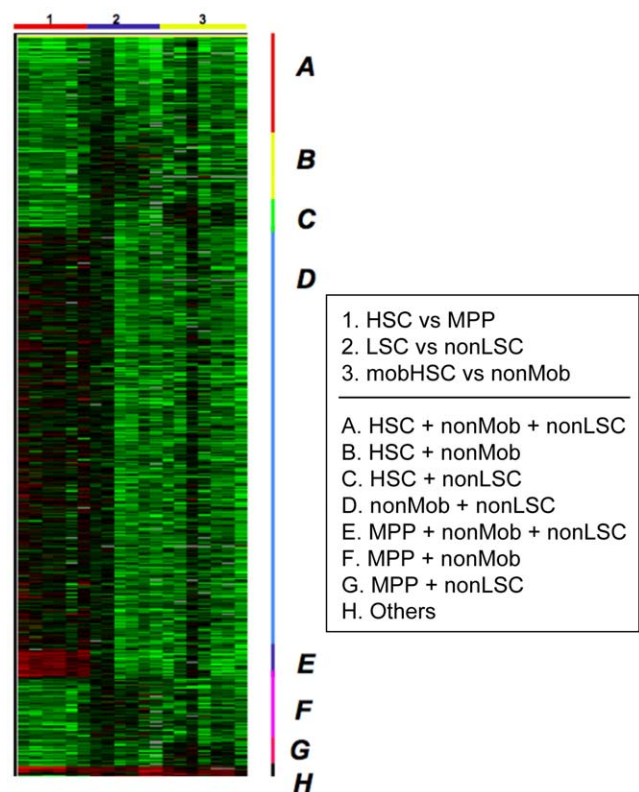 1 2 3
A
B
C
D
1. HSC vs MPP
2. LSC vs nonLSC
3. mobHSC vs nonMob
A. HSC + nonMob + nonLSC
B. HSC + nonMob
C. HSC + nonLSC
D. nonMob + nonLSC
E. MPP + nonMob + nonLSC
F. MPP + nonMob
G. MPP + nonLSC
H. Others
E
F
G
H